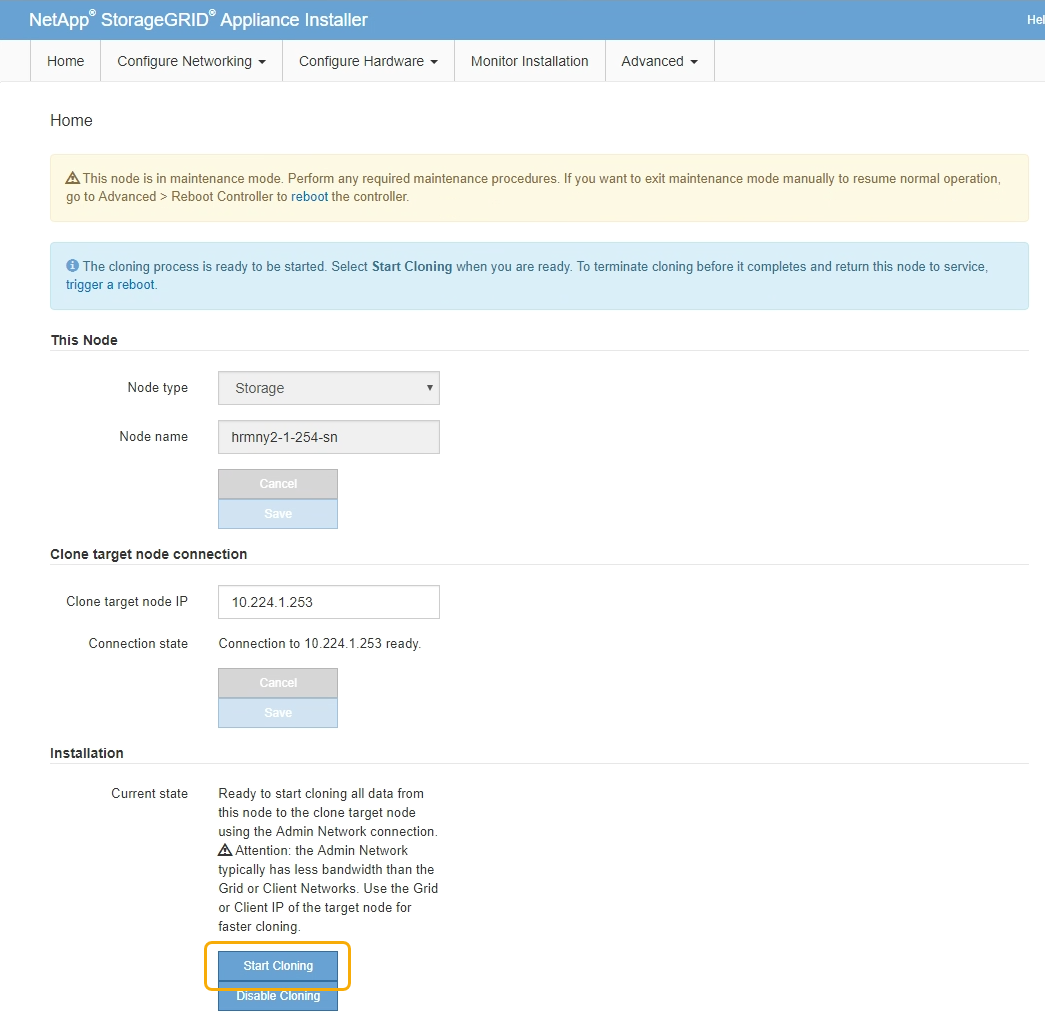 NetApp® StorageGRID® Appliance Installer
Hel
Home
Configure Networking
Configure Hardware
Monitor Installation
Advanced
Home
This node is in maintenance mode. Perform any required maintenance procedures. If you want to exit maintenance mode manually to resume normal operation,
go to Advanced > Reboot Controller to reboot the controller.
The cloning process is ready to be started. Select Start Cloning when you are ready. To terminate cloning before it completes and return this node to service,
trigger a reboot.
This Node
Node type
Storage
Node name
hrmny2-1-254-sn
Cancel
Save
Clone target node connection
Clone target node IP
10.224.1.253
Connection state
Connection to 10.224.1.253 ready.
Cancel
Save
Installation
Current state
Ready to start cloning all data from
this node to the clone target node
using the Admin Network connection.
Attention: the Admin Network
typically has less bandwidth than the
Grid or Client Networks. Use the Grid
or Client IP of the target node for
faster cloning.
Start Cloning
Disable Cloning